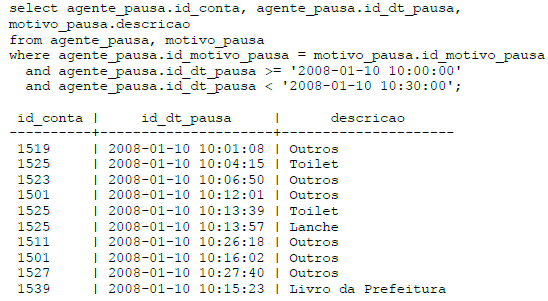 select agente_pausa.id_conta, agente_pausa.id_dt_pausa,
motivo_pausa.descricao
from agente_pausa, motivo_pausa
where agente_pausa.id_motivo_pausa = motivo_pausa.id_motivo_pausa
  and agente_pausa.id_dt_pausa >= '2008-01-10 10:00:00'
  and agente_pausa.id_dt_pausa < '2008-01-10 10:30:00';

 id_conta |     id_dt_pausa     |      descricao
----------+---------------------+---------------------
 1519     | 2008-01-10 10:01:08 | Outros
 1525     | 2008-01-10 10:04:15 | Toilet
 1523     | 2008-01-10 10:06:50 | Outros
 1501     | 2008-01-10 10:12:01 | Outros
 1525     | 2008-01-10 10:13:39 | Toilet
 1525     | 2008-01-10 10:13:57 | Lanche
 1511     | 2008-01-10 10:26:18 | Outros
 1501     | 2008-01-10 10:16:02 | Outros
 1527     | 2008-01-10 10:27:40 | Outros
 1539     | 2008-01-10 10:15:23 | Livro da Prefeitura